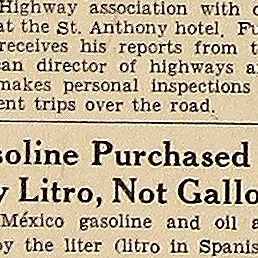 Highway association with
at the St. Anthony hotel.
receives his reports from
an director of highways
makes personal inspections
ent trips over the road.
soline Purchased
y Litro, Not Gallo
México gasoline and oil
by the liter (litro in Spanis